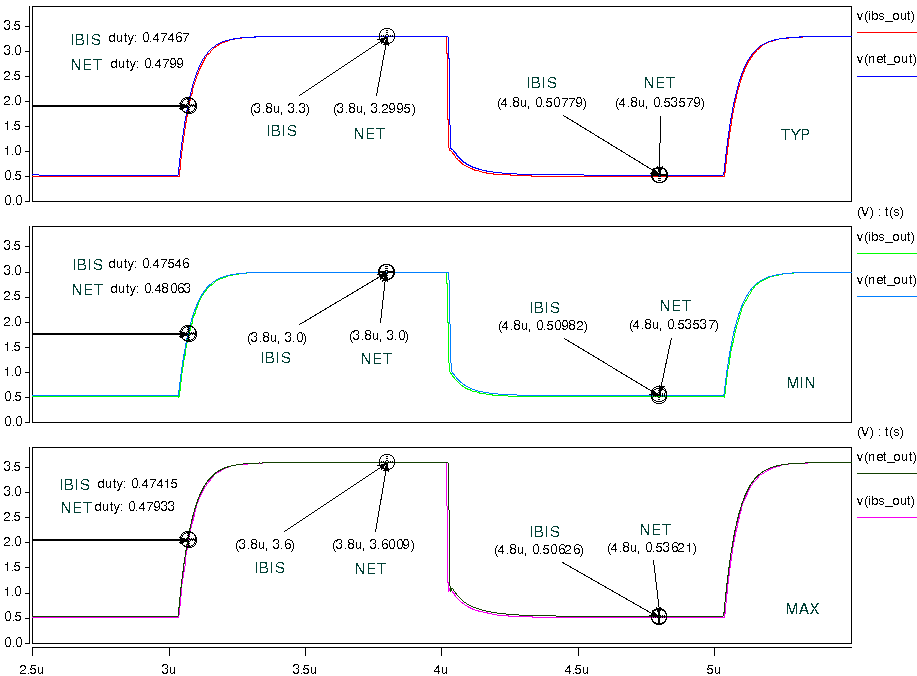 v(ibs_out)
v(net_out)
3.5
3.0
2.5
2.0
1.5
1.0
0.5
0.0
IBIS duty: 0.47467
NET duty: 0.4799
(3.8u, 3.3) (3.8u, 3.2995)
IBIS NET
IBIS NET
(4.8u, 0.50779) (4.8u, 0.53579)
TYP
(V) : t(s)
v(ibs_out)
v(net_out)
3.5
3.0
2.5
2.0
1.5
1.0
0.5
0.0
IBIS duty: 0.47546
NET duty: 0.48063
(3.8u, 3.0) (3.8u, 3.0)
IBIS NET
IBIS NET
(4.8u, 0.50982) (4.8u, 0.53537)
MIN
(V) : t(s)
v(net_out)
v(ibs_out)
3.5
3.0
2.5
2.0
1.5
1.0
0.5
0.0
IBIS duty: 0.47415
NET duty: 0.47933
(3.8u, 3.6) (3.8u, 3.6009)
IBIS NET
IBIS NET
(4.8u, 0.50626) (4.8u, 0.53621)
MAX
2.5u 3u 3.5u 4u 4.5u 5u